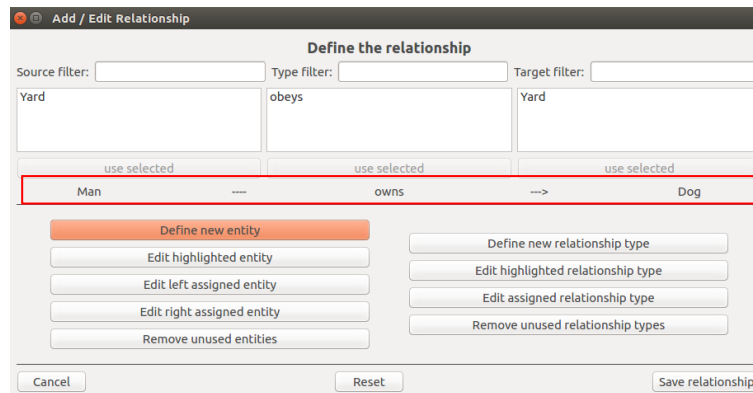 Add / Edit Relationship
Define the relationship
Source filter: Type filter: Target filter:
Yard obeys Yard
use selected use selected use selected
Man ---- owns ---> Dog
Define new entity
Define new relationship type
Edit highlighted entity
Edit highlighted relationship type
Edit left assigned entity
Edit assigned relationship type
Edit right assigned entity
Remove unused relationship types
Remove unused entities
Cancel Reset Save relationship